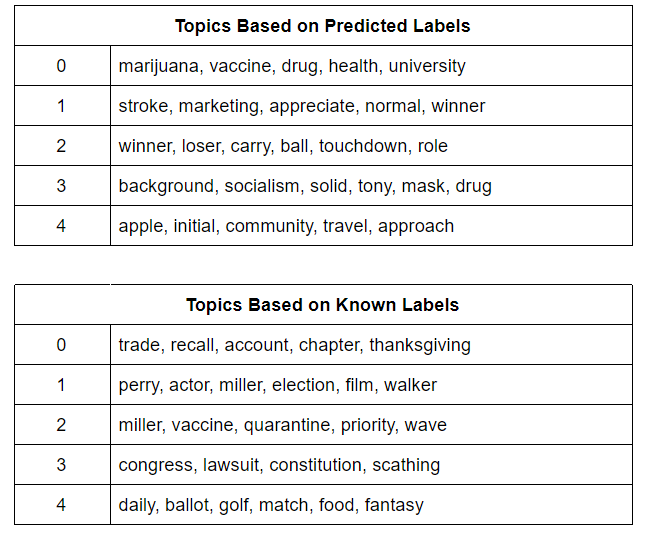 Topics Based on Predicted Labels
0 marijuana, vaccine, drug, health, university
1 stroke, marketing, appreciate, normal, winner
2 winner, loser, carry, ball, touchdown, role
3 background, socialism, solid, tony, mask, drug
4 apple, initial, community, travel, approach
Topics Based on Known Labels
0 trade, recall, account, chapter, thanksgiving
1 perry, actor, miller, election, film, walker
2 miller, vaccine, quarantine, priority, wave
3 congress, lawsuit, constitution, scathing
4 daily, ballot, golf, match, food, fantasy